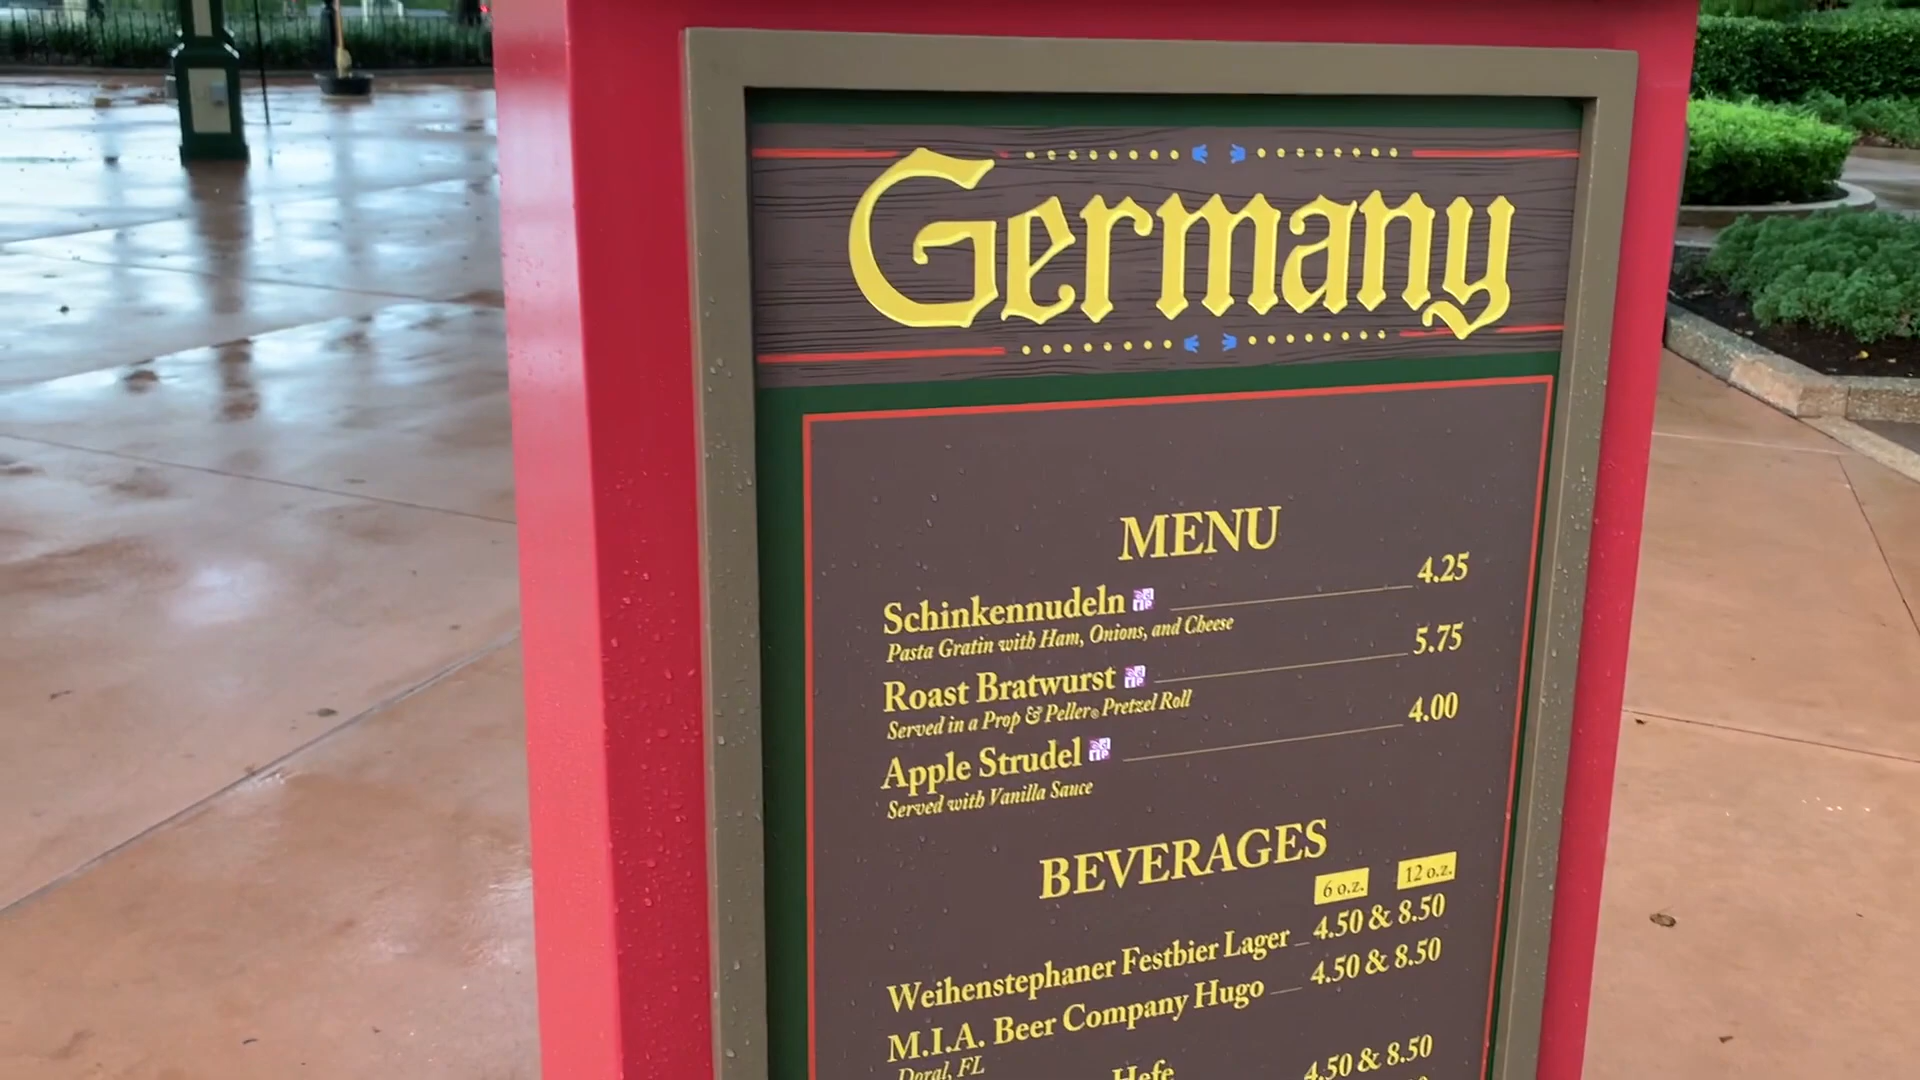 Germany
MENU
Schinkennudeln 4.25
Pasta Gratin with Ham, Onions, and Cheese
Roast Bratwurst 5.75
Served in a Prop & Peller® Pretzel Roll
Apple Strudel 4.00
Served with Vanilla Sauce
BEVERAGES
6 o.z. 12 o.z.
Weihenstephaner Festbier Lager 4.50 & 8.50
M.I.A. Beer Company Hugo 4.50 & 8.50
Doral, FL
Hefe 4.50 & 8.50